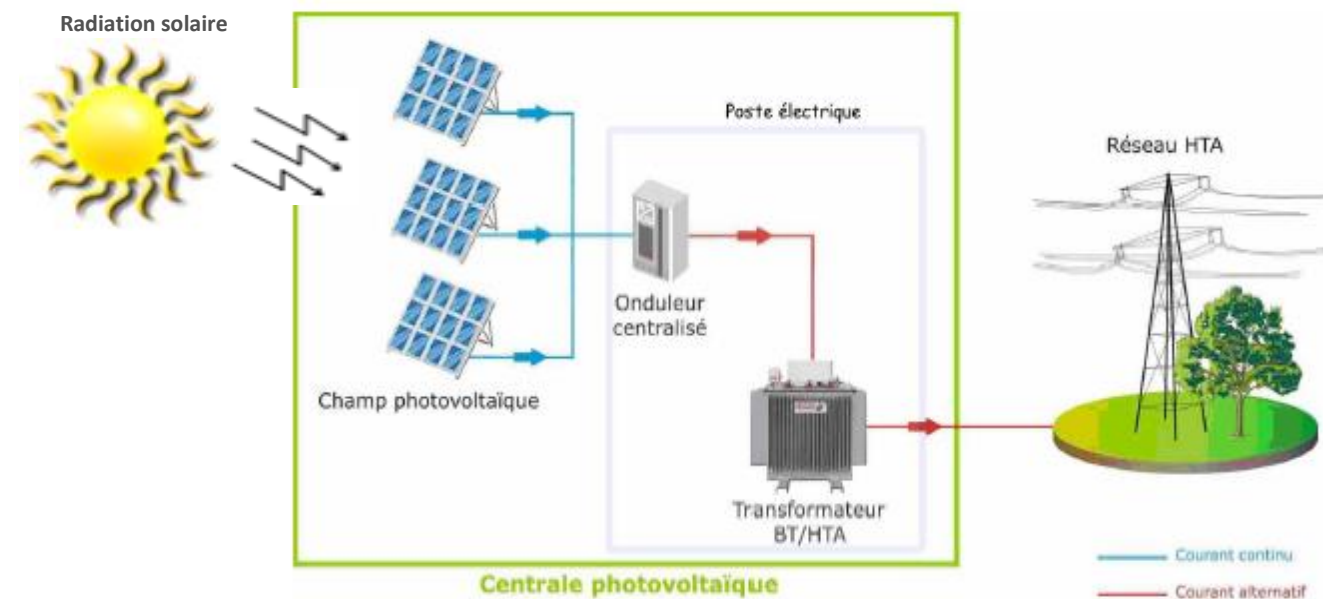 Radiation solaire
Poste électrique
Réseau HTA
Onduleur
centralisé
Champ photovoltaïque
Transformateur
BT/HTA
Courant continu
Centrale photovoltaïque
Courant alternatif